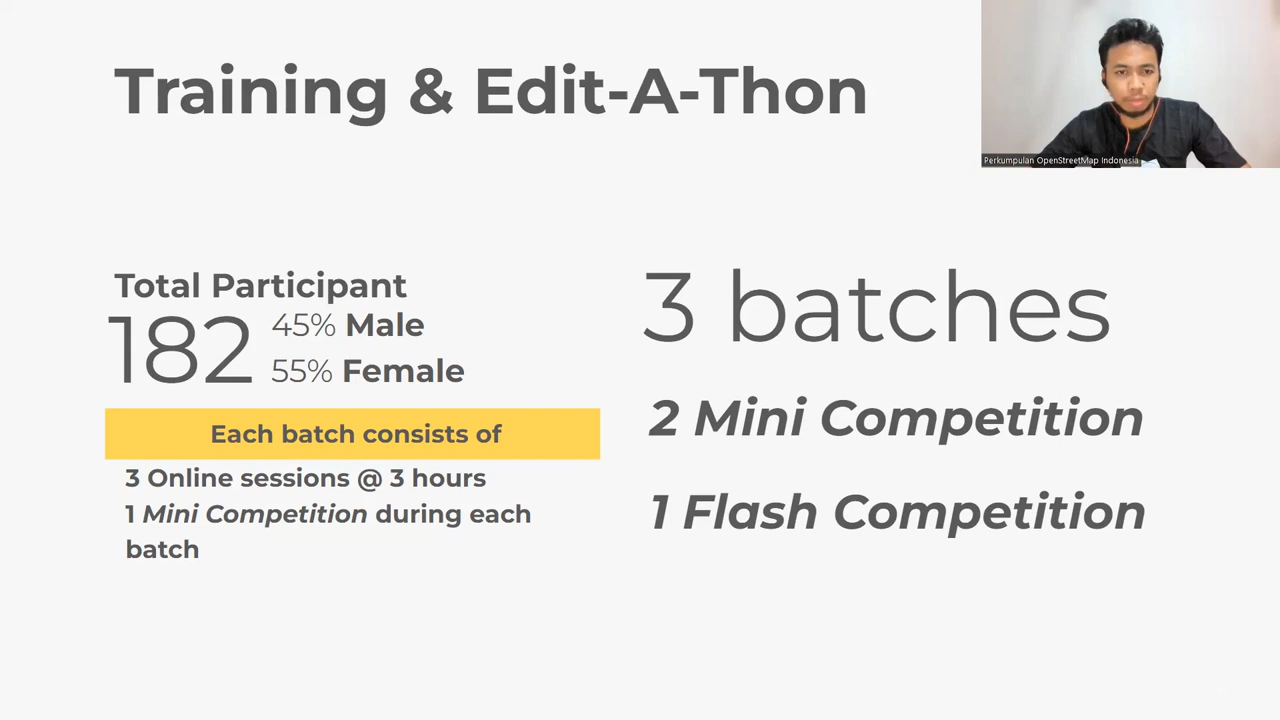 Training & Edit-A-Thon
Perkumpulan OpenStreetMap Indonesia
Total Participant
182
45% Male
55% Female
Each batch consists of
3 Online sessions @ 3 hours
1 Mini Competition during each
batch
3 batches
2 Mini Competition
1 Flash Competition